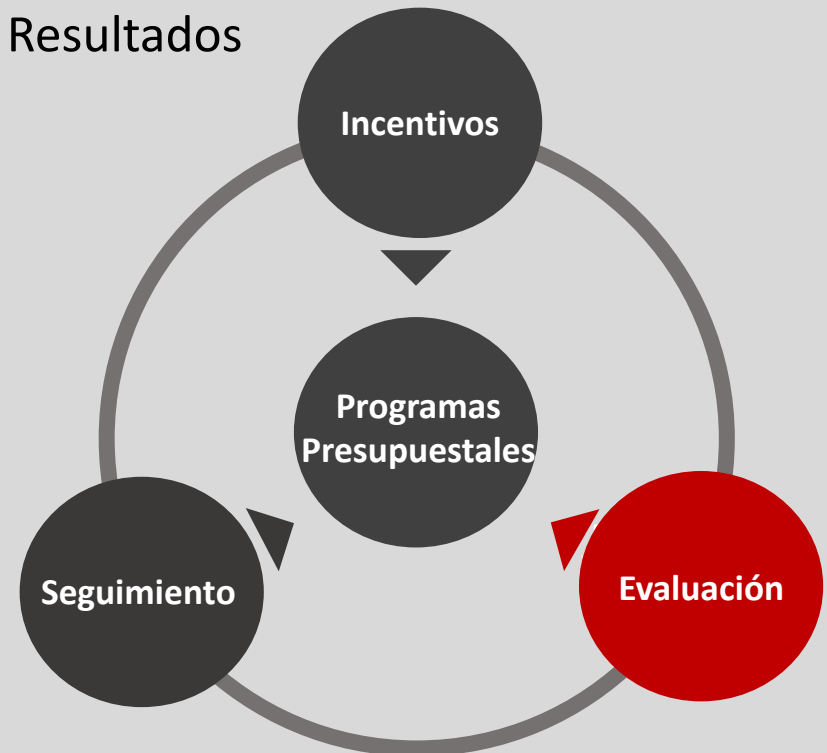 Resultados
Incentivos
Programas
Presupuestales
Seguimiento
Evaluación